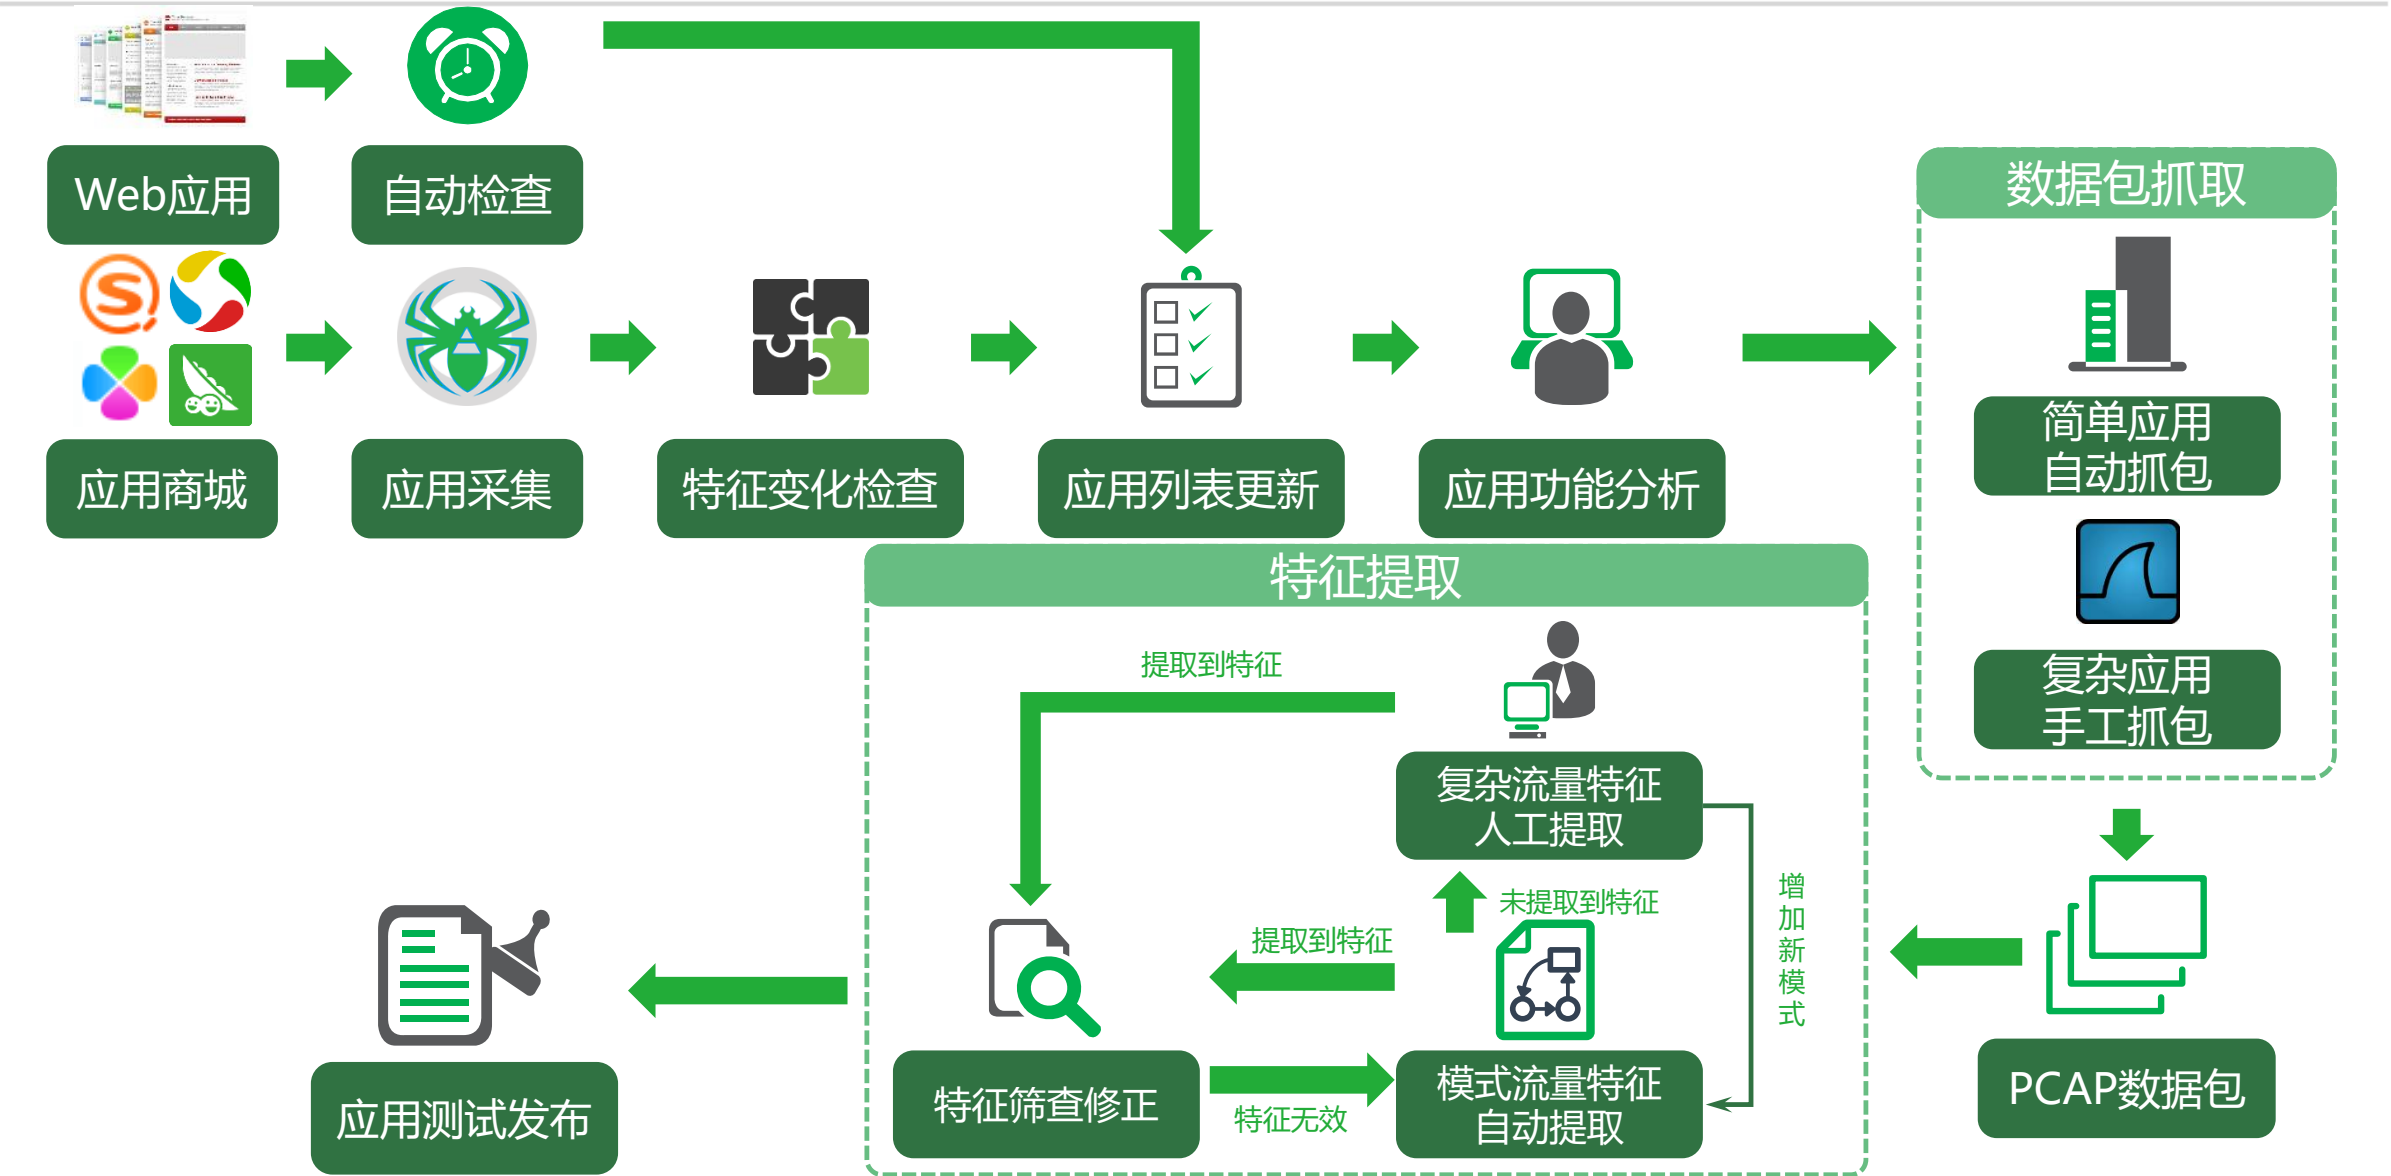 Web应用
自动检查
数据包抓取
简单应用
自动抓包
复杂应用
手工抓包
应用商城
应用采集
特征变化检查
应用列表更新
应用功能分析
特征提取
提取到特征
复杂流量特征
人工提取
未提取到特征
提取到特征
增
加
新
模
式
特征筛查修正
特征无效
模式流量特征
自动提取
PCAP数据包
应用测试发布